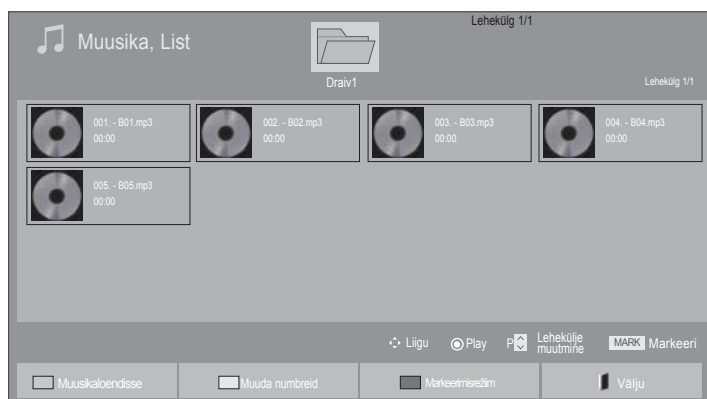 Lehekülg 1/1
Muusika, List
Draiv1
Lehekülg 1/1
001. - B01.mp3
00:00
002. - B02.mp3
00:00
003. - B03.mp3
00:00
004. - B04.mp3
00:00
005. - B05.mp3
00:00
Liigu
Play
P
Lehekülje
muutmine
MARK Markeeri
Muusikaloendisse
Muuda numbreid
Markeerimisrežiim
Välju